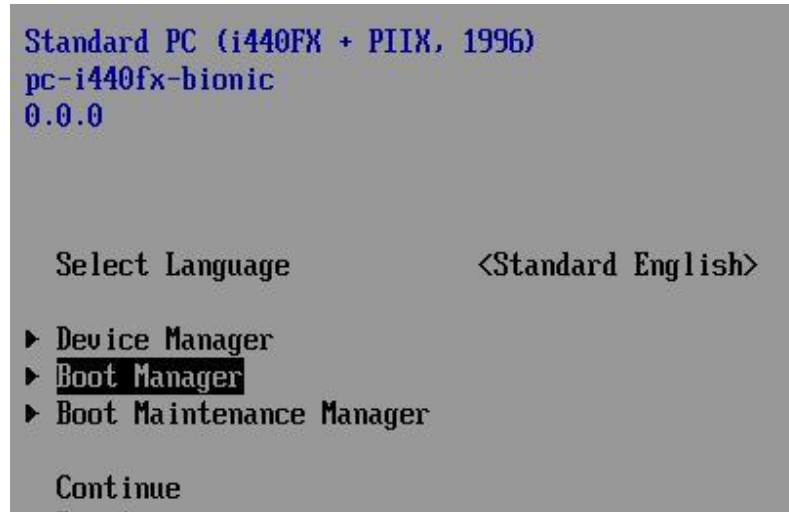 Standard PC (i440FX + PIIX, 1996)
pc-i440fx-bionic
0.0.0
Select Language <Standard English>
Device Manager
Boot Manager
Boot Maintenance Manager
Continue